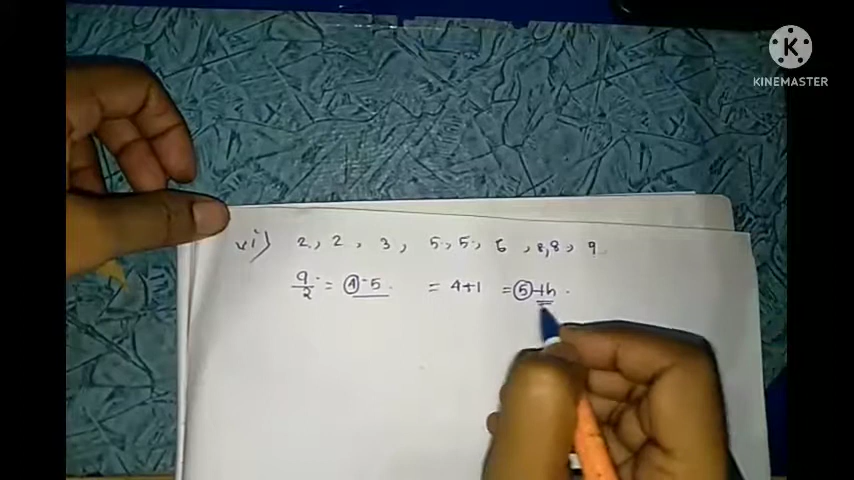 K
KINEMASTER
vi) 2, 2, 3, 5, 5, 6, 8, 8, 9
9/2 = 4.5 = 4+1 = 5th.